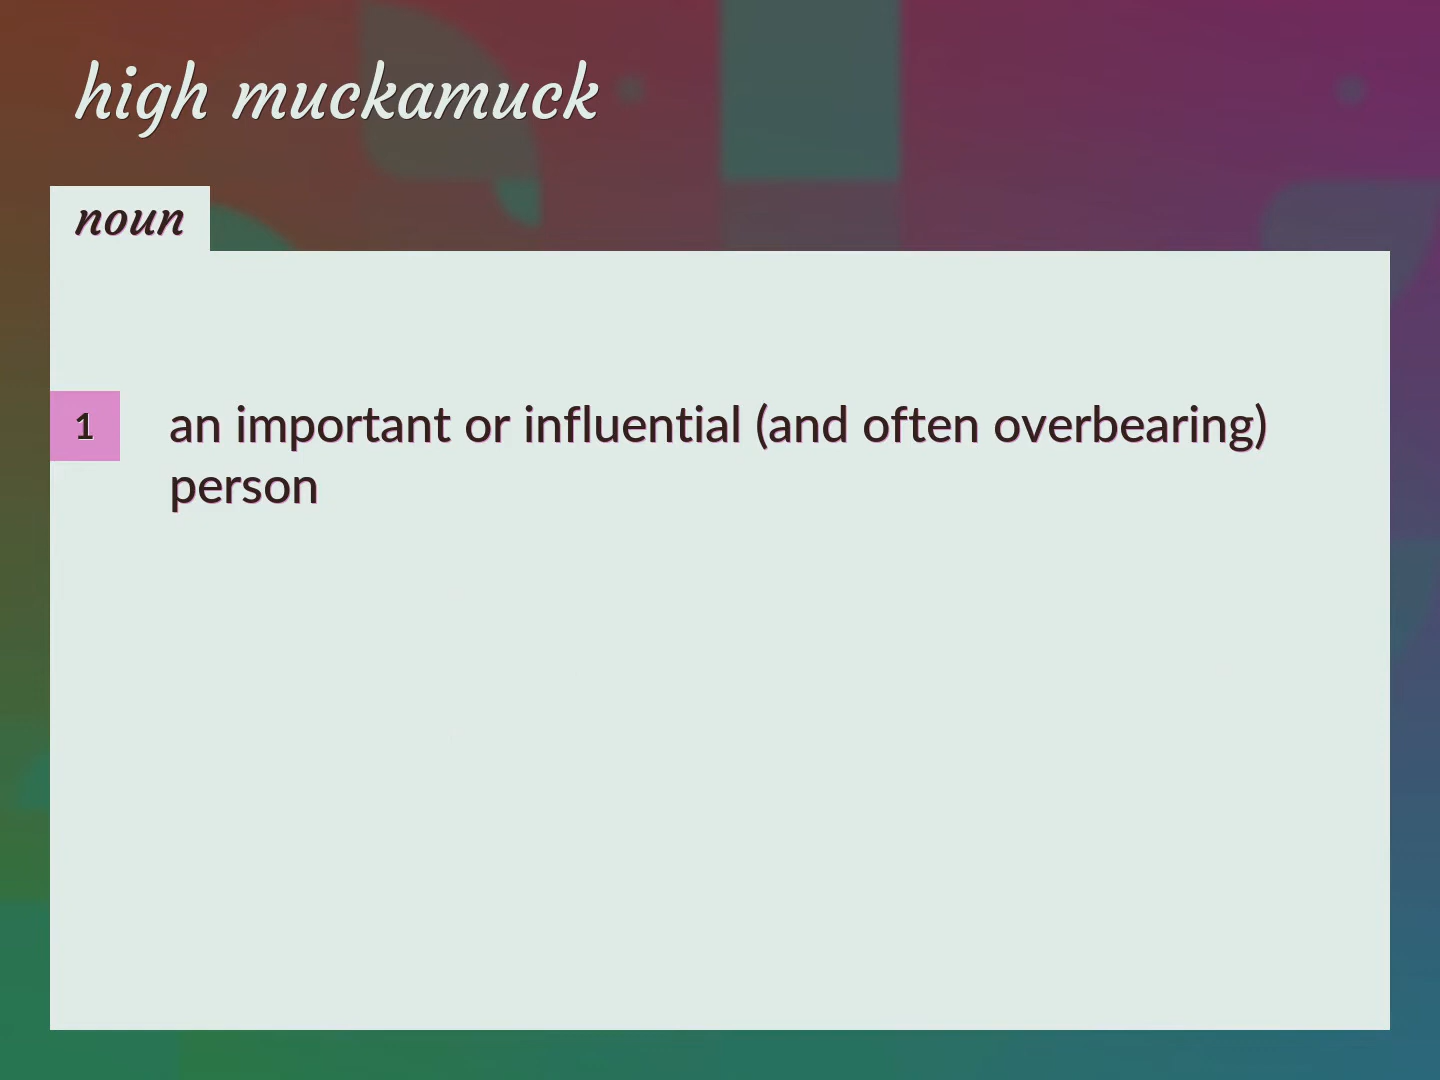 high muckamuck
noun
1 an important or influential (and often overbearing)
person